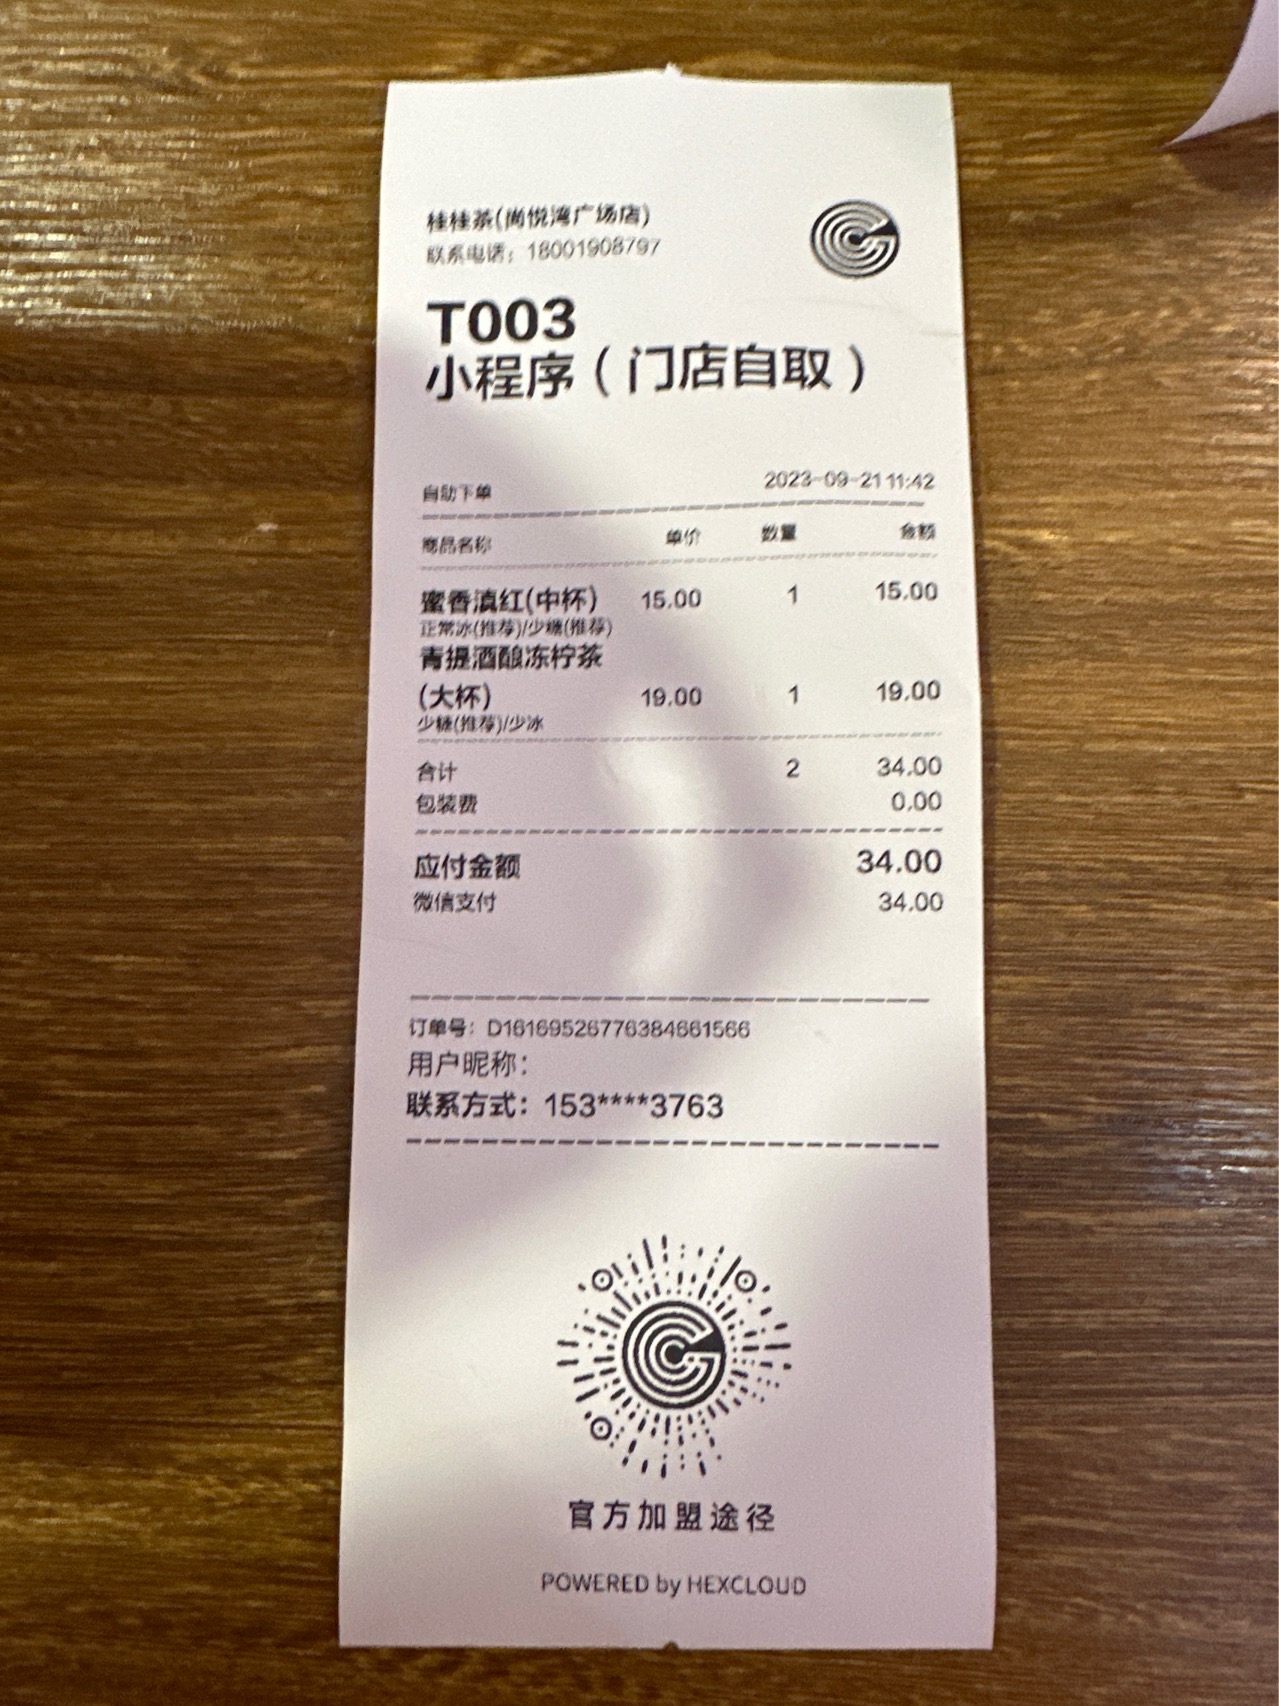 桂桂茶(尚悦湾广场店)
联系电话：18001908797
T003
小程序（门店自取）
自助下单 2023-09-21 11:42
商品名称 单价 数量 金额
蜜香滇红(中杯) 15.00 1 15.00
正常冰(推荐)/少糖(推荐)
青提酒酿冻柠茶
(大杯) 19.00 1 19.00
少糖(推荐)/少冰
合计 2 34.00
包装费 0.00
应付金额 34.00
微信支付 34.00
订单号：D16169526776384661566
用户昵称：
联系方式：153****3763
官方加盟途径
POWERED by HEXCLOUD